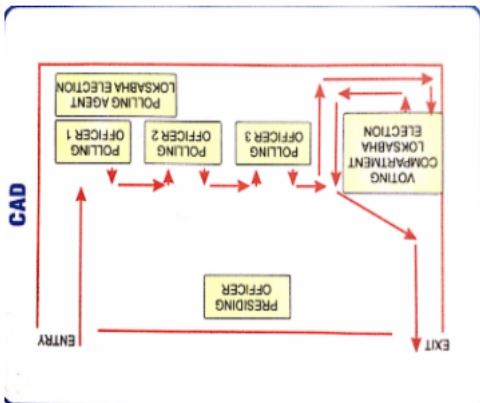 EXIT
ENTRY
PRESIDING
OFFICER
VOTING
COMPARTMENT
LOKSABHA
ELECTION
POLLING
OFFICER 3
POLLING
OFFICER 2
POLLING
OFFICER 1
POLLING AGENT
LOKSABHA ELECTION
CAD